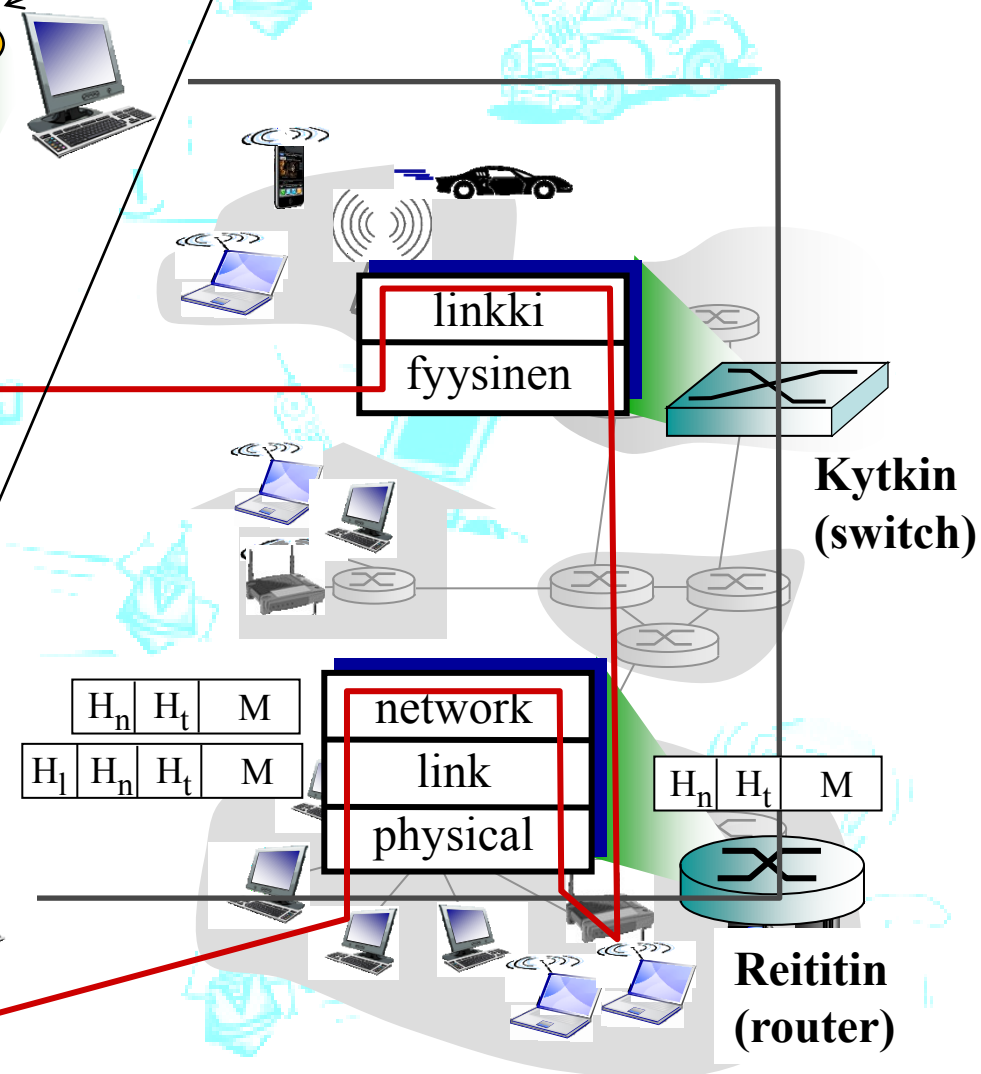 linkki
fyysinen
Kytkin
(switch)
Hn Ht M
network
Hl Hn Ht M
link
Hn Ht M
physical
Reititin
(router)